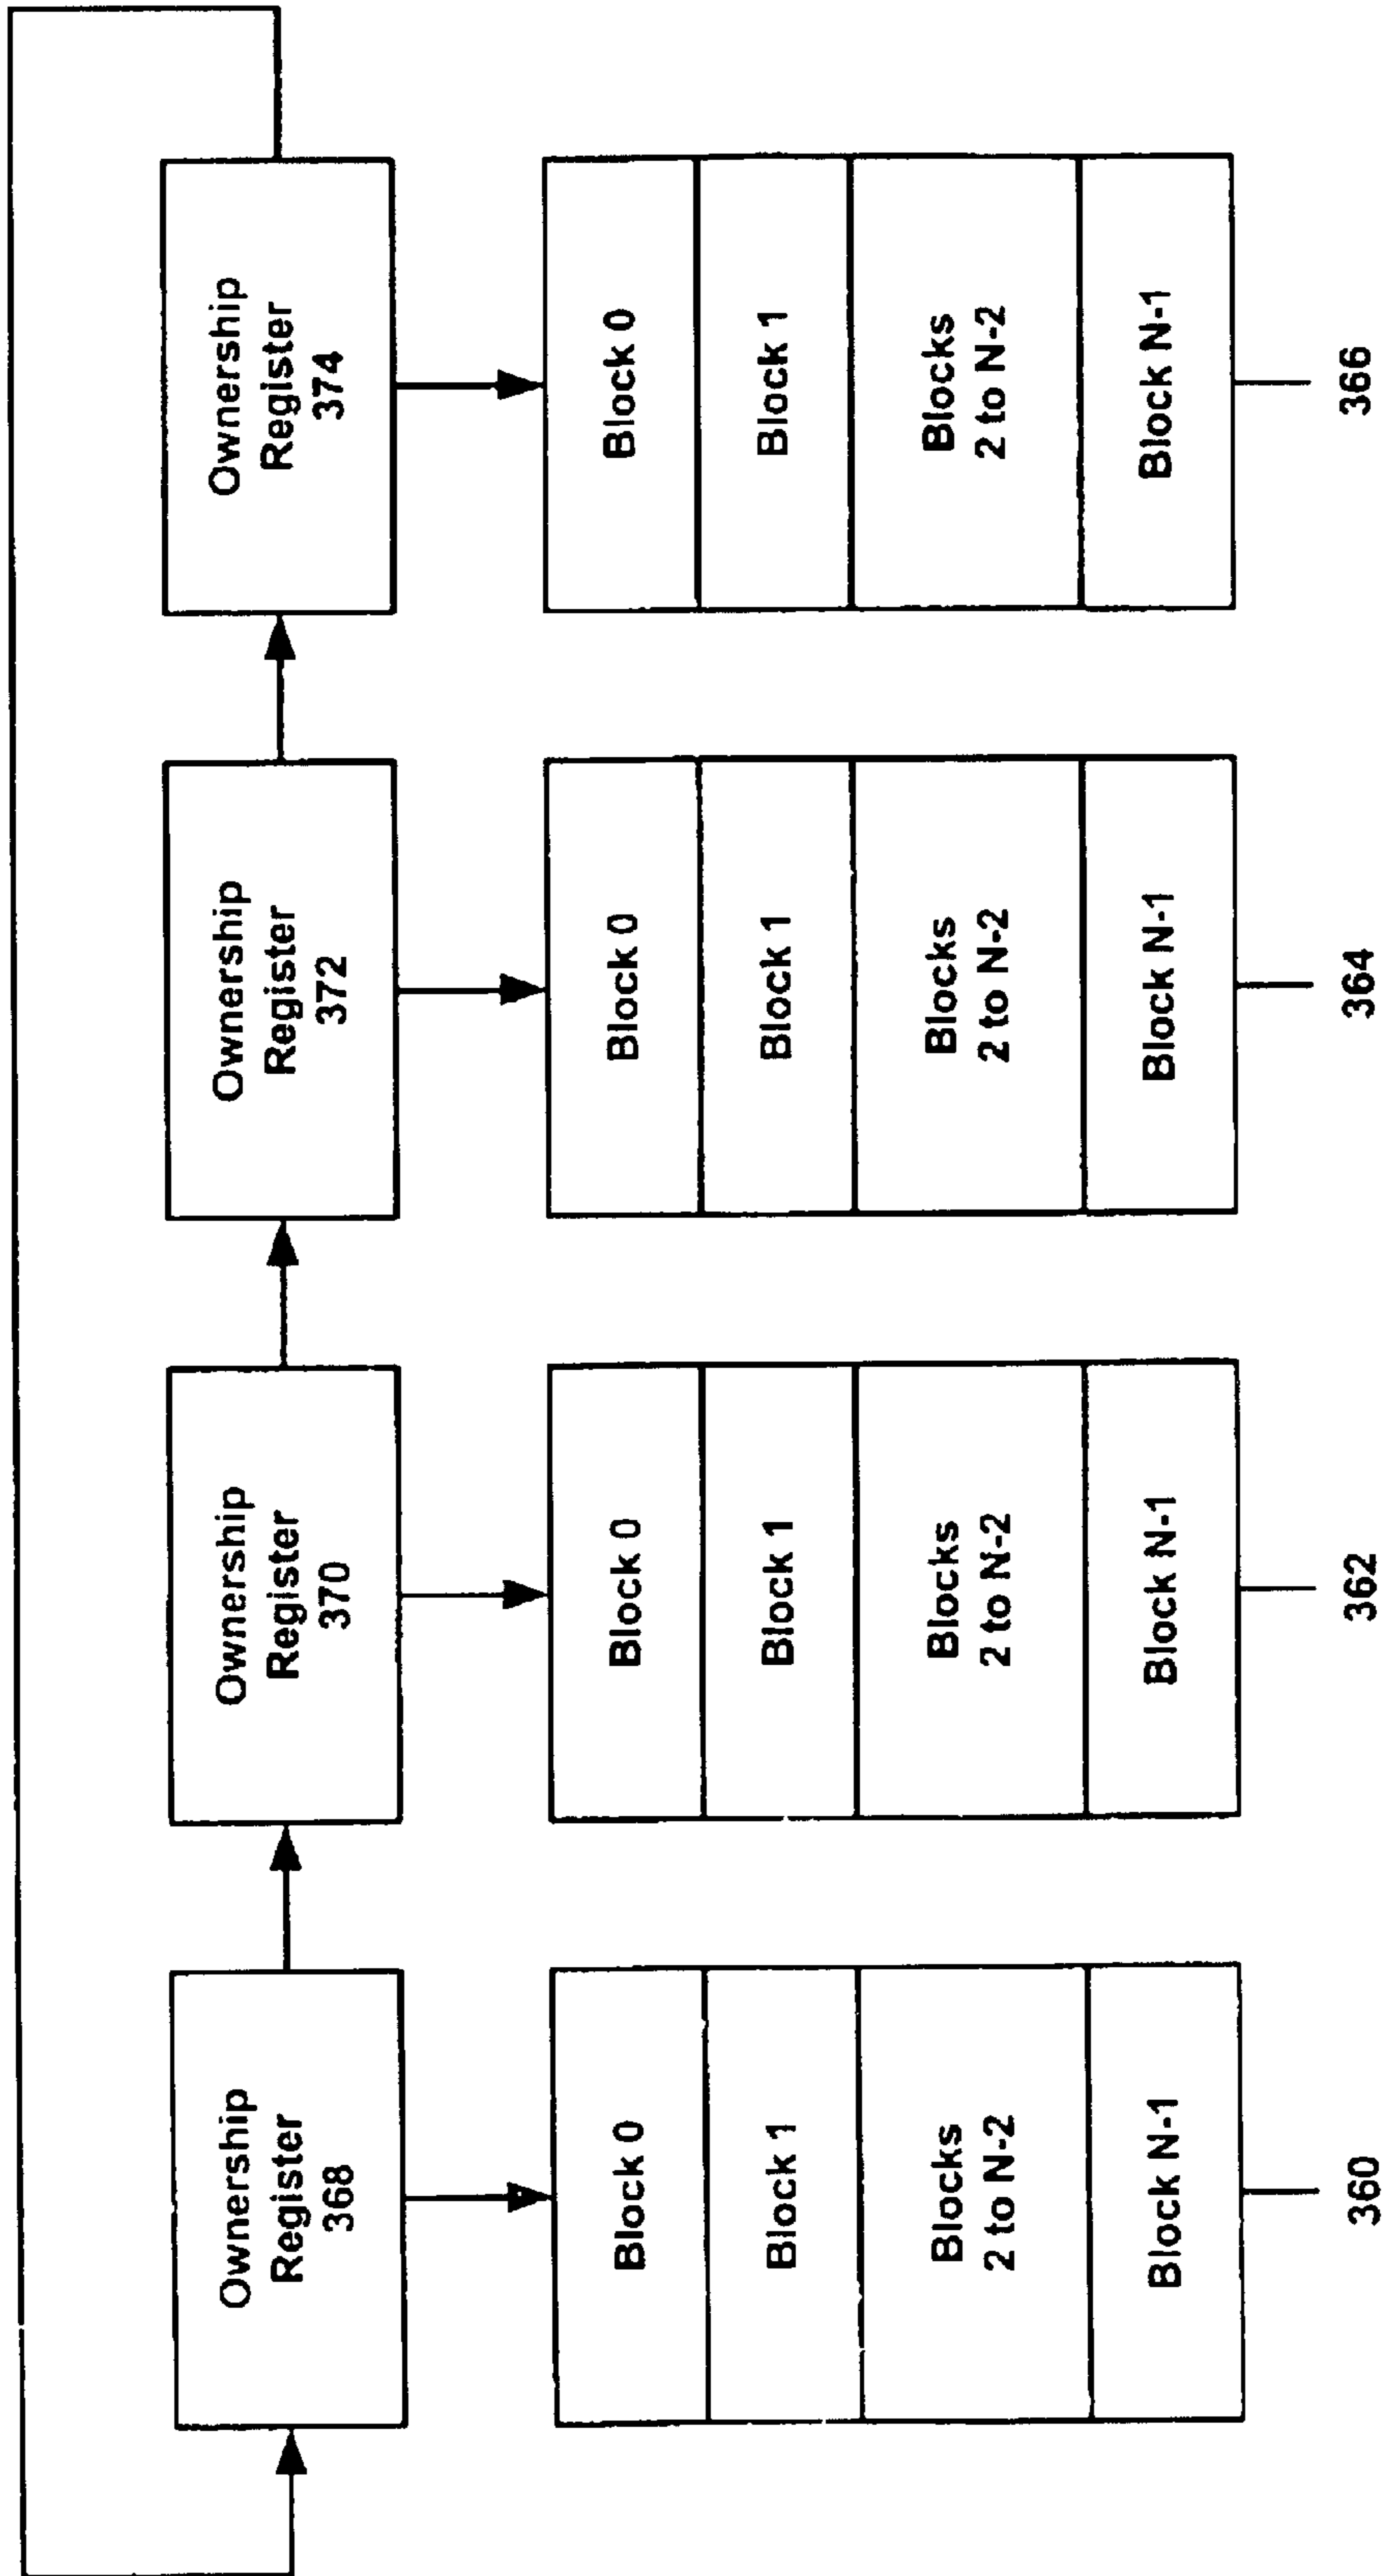 Ownership
Register
368
Ownership
Register
370
Ownership
Register
372
Ownership
Register
374
Block 0
Block 1
Blocks
2 to N-2
Block N-1
360
Block 0
Block 1
Blocks
2 to N-2
Block N-1
362
Block 0
Block 1
Blocks
2 to N-2
Block N-1
364
Block 0
Block 1
Blocks
2 to N-2
Block N-1
366